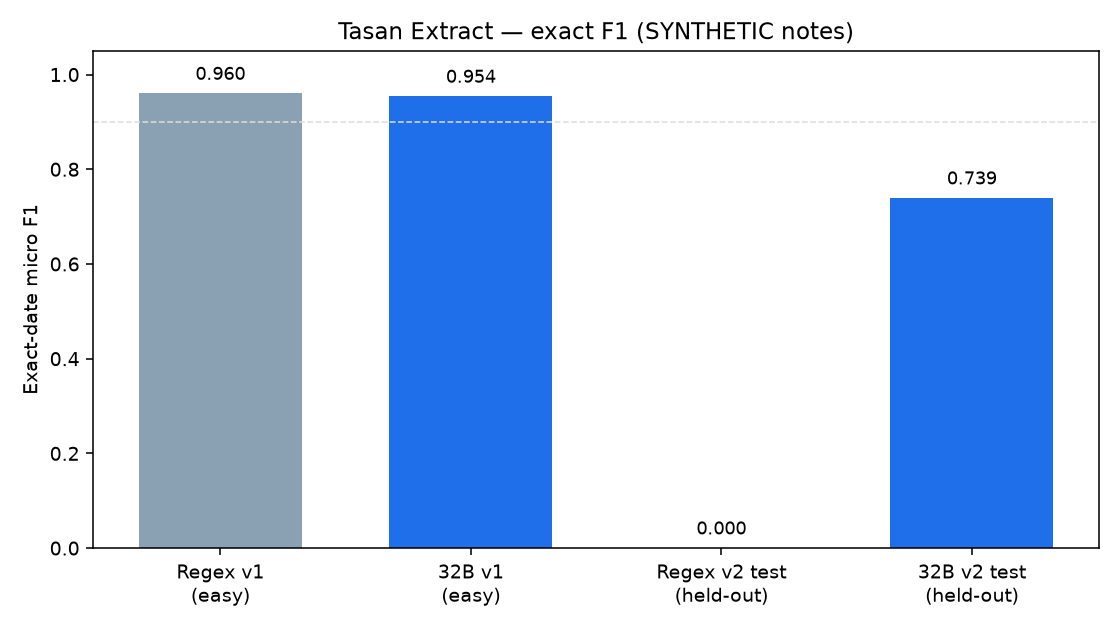 Tasan Extract — exact F1 (SYNTHETIC notes)
Exact-date micro F1
1.0
0.8
0.6
0.4
0.2
0.0
0.960
0.954
0.000
0.739
Regex v1
(easy)
32B v1
(easy)
Regex v2 test
(held-out)
32B v2 test
(held-out)